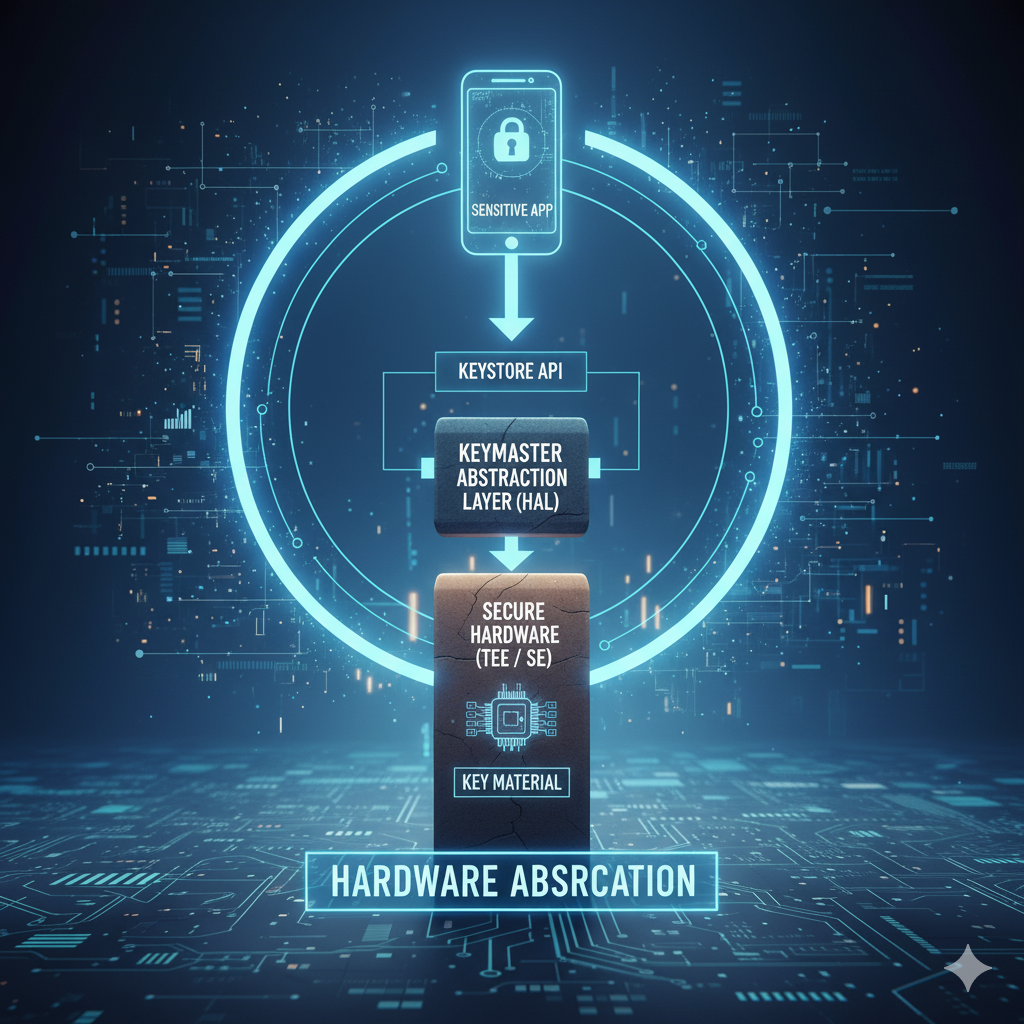 SENSITIVE APP
KEYSTORE API
KEYMASTER
ABSTRACTION
LAYER (HAL)
SECURE
HARDWARE
(TEE / SE)
KEY MATERIAL
HARDWARE ABSRCATION